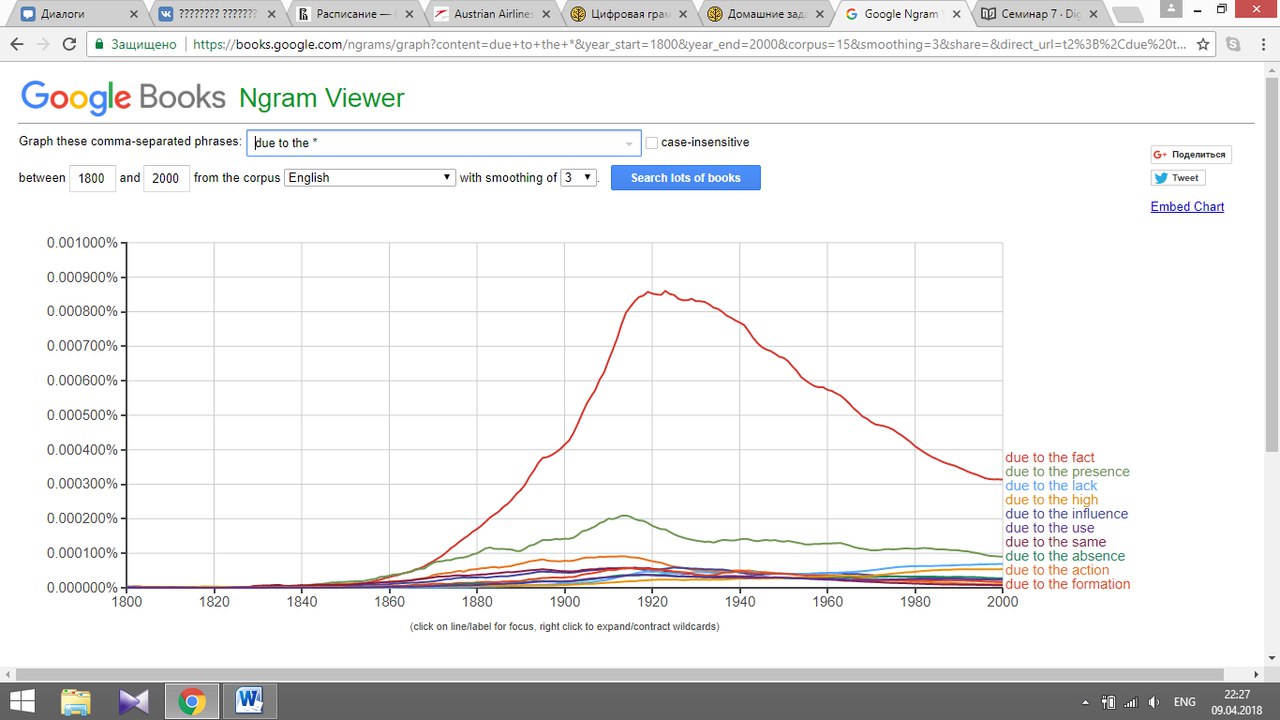 Диалоги
???????? ???????
Расписание — 
Austrian Airlines
Цифровая грам
Домашние зад
Google Ngram
Семинар 7 · Dig
Защищено
https://books.google.com/ngrams/graph?content=due+to+the+*&year_start=1800&year_end=2000&corpus=15&smoothing=3&share=&direct_url=t2%3B%2Cdue%20t...
Google Books Ngram Viewer
Graph these comma-separated phrases: due to the * case-insensitive
between 1800 and 2000 from the corpus English with smoothing of 3 . Search lots of books
G+ Поделиться
Tweet
Embed Chart
0.001000%
0.000900%
0.000800%
0.000700%
0.000600%
0.000500%
0.000400%
0.000300%
0.000200%
0.000100%
0.000000%
due to the fact
due to the presence
due to the lack
due to the high
due to the influence
due to the use
due to the same
due to the absence
due to the action
due to the formation
1800 1820 1840 1860 1880 1900 1920 1940 1960 1980 2000
(click on line/label for focus, right click to expand/contract wildcards)
ENG
22:27
09.04.2018